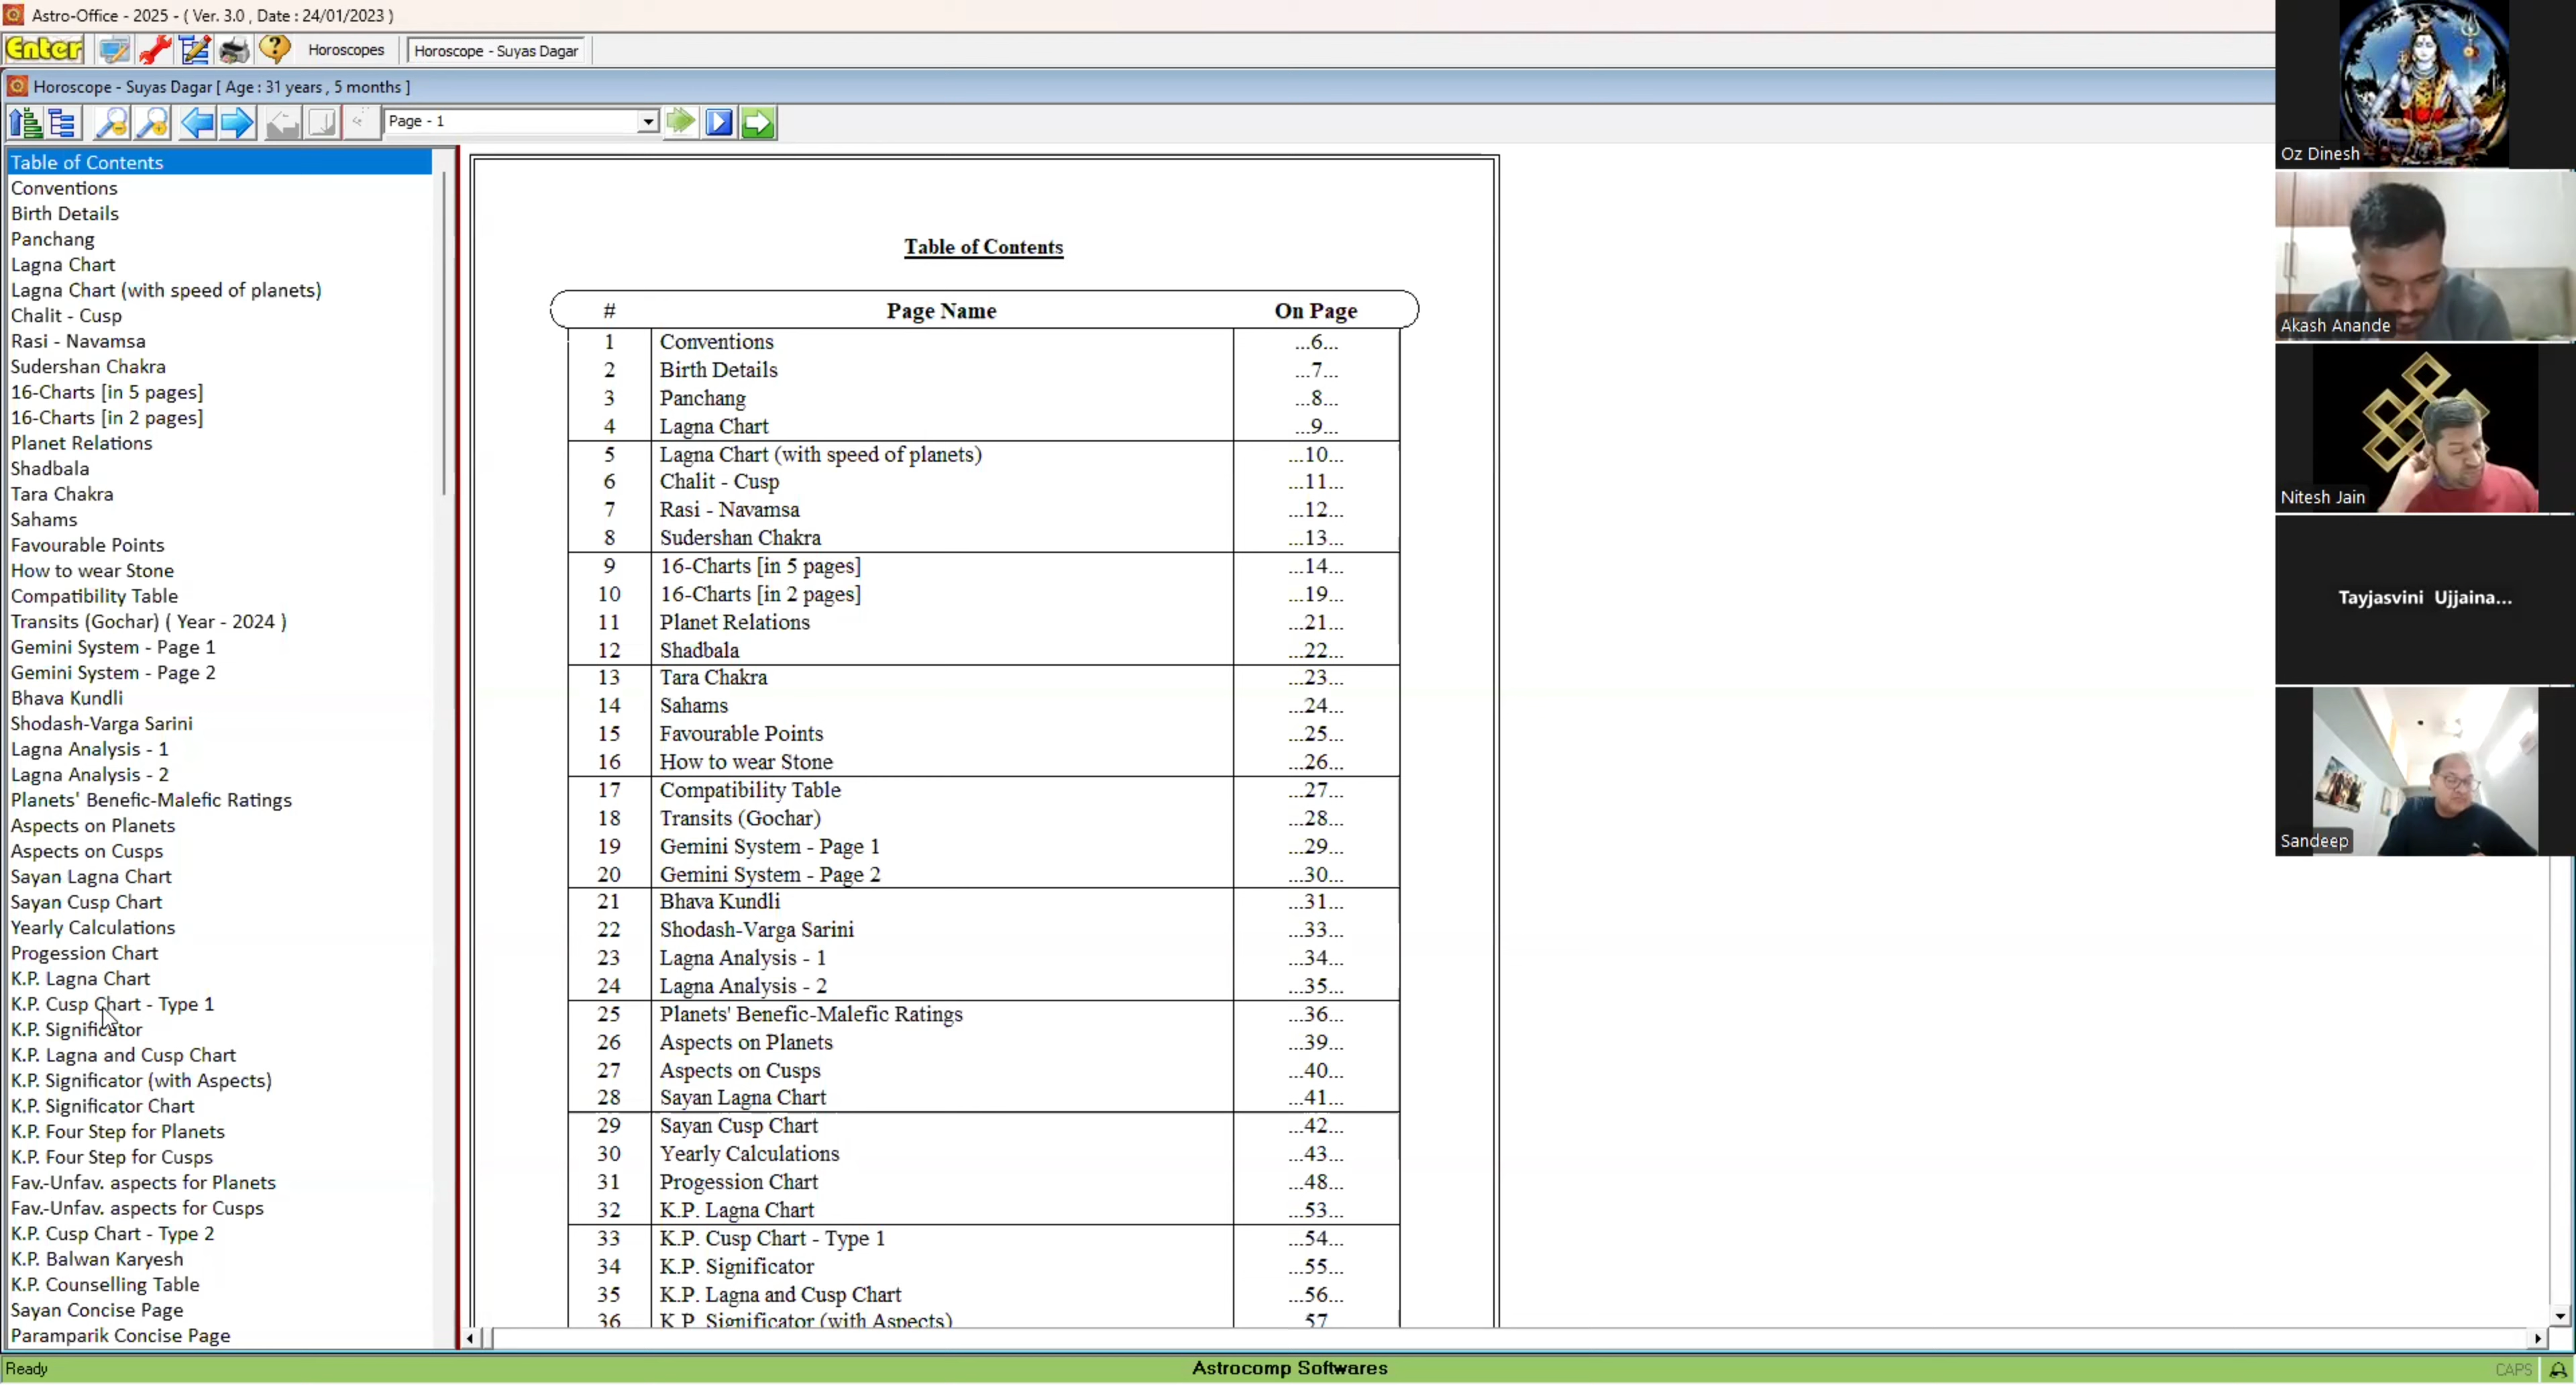 Astro-Office - 2025 - ( Ver. 3.0 , Date : 24/01/2023 )
Enter
Horoscopes
Horoscope - Suyas Dagar
Horoscope - Suyas Dagar [ Age : 31 years , 5 months ]
Page - 1
Table of Contents
Conventions
Birth Details
Panchang
Lagna Chart
Lagna Chart (with speed of planets)
Chalit - Cusp
Rasi - Navamsa
Sudershan Chakra
16-Charts [in 5 pages]
16-Charts [in 2 pages]
Planet Relations
Shadbala
Tara Chakra
Sahams
Favourable Points
How to wear Stone
Compatibility Table
Transits (Gochar) ( Year - 2024 )
Gemini System - Page 1
Gemini System - Page 2
Bhava Kundli
Shodash-Varga Sarini
Lagna Analysis - 1
Lagna Analysis - 2
Planets' Benefic-Malefic Ratings
Aspects on Planets
Aspects on Cusps
Sayan Lagna Chart
Sayan Cusp Chart
Yearly Calculations
Progession Chart
K.P. Lagna Chart
K.P. Cusp Chart - Type 1
K.P. Significator
K.P. Lagna and Cusp Chart
K.P. Significator (with Aspects)
K.P. Significator Chart
K.P. Four Step for Planets
K.P. Four Step for Cusps
Fav.-Unfav. aspects for Planets
Fav.-Unfav. aspects for Cusps
K.P. Cusp Chart - Type 2
K.P. Balwan Karyesh
K.P. Counselling Table
Sayan Concise Page
Paramparik Concise Page
Table of Contents
# Page Name On Page
1 Conventions ...6...
2 Birth Details ...7...
3 Panchang ...8...
4 Lagna Chart ...9...
5 Lagna Chart (with speed of planets) ...10...
6 Chalit - Cusp ...11...
7 Rasi - Navamsa ...12...
8 Sudershan Chakra ...13...
9 16-Charts [in 5 pages] ...14...
10 16-Charts [in 2 pages] ...19...
11 Planet Relations ...21...
12 Shadbala ...22...
13 Tara Chakra ...23...
14 Sahams ...24...
15 Favourable Points ...25...
16 How to wear Stone ...26...
17 Compatibility Table ...27...
18 Transits (Gochar) ...28...
19 Gemini System - Page 1 ...29...
20 Gemini System - Page 2 ...30...
21 Bhava Kundli ...31...
22 Shodash-Varga Sarini ...33...
23 Lagna Analysis - 1 ...34...
24 Lagna Analysis - 2 ...35...
25 Planets' Benefic-Malefic Ratings ...36...
26 Aspects on Planets ...39...
27 Aspects on Cusps ...40...
28 Sayan Lagna Chart ...41...
29 Sayan Cusp Chart ...42...
30 Yearly Calculations ...43...
31 Progession Chart ...48...
32 K.P. Lagna Chart ...53...
33 K.P. Cusp Chart - Type 1 ...54...
34 K.P. Significator ...55...
35 K.P. Lagna and Cusp Chart ...56...
36 K.P. Significator (with Aspects) 57
Oz Dinesh
Akash Anande
Nitesh Jain
Tayjasvini Ujjaina...
Sandeep
Ready
Astrocomp Softwares
CAPS